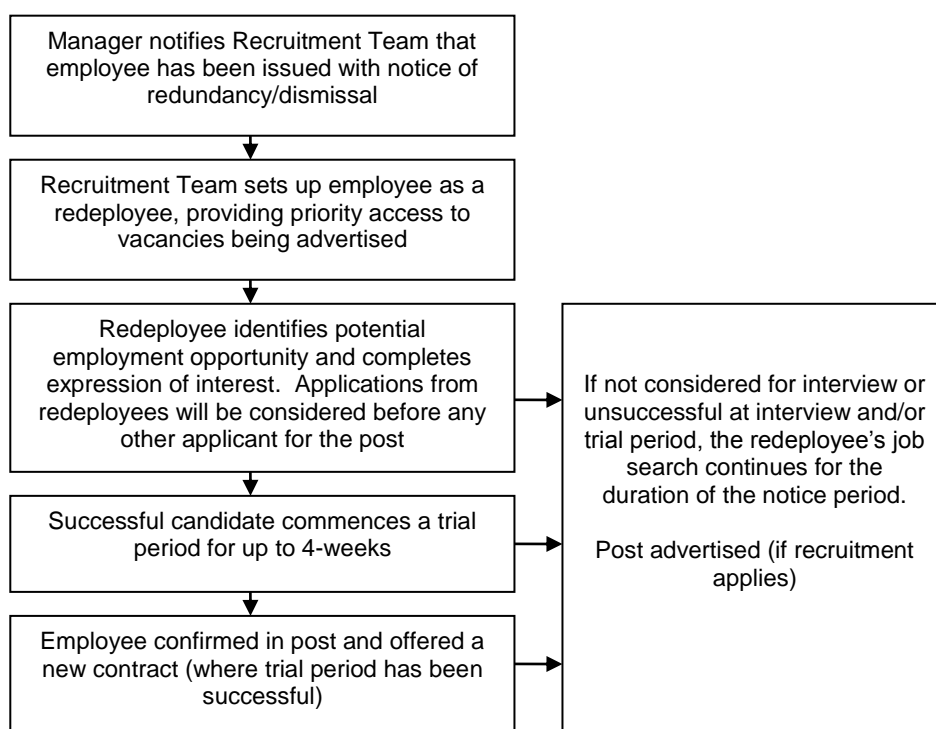 Manager notifies Recruitment Team that
employee has been issued with notice of
redundancy/dismissal
Recruitment Team sets up employee as a
redeployee, providing priority access to
vacancies being advertised
Redeployee identifies potential
employment opportunity and completes
expression of interest.  Applications from
redeployees will be considered before any
other applicant for the post
Successful candidate commences a trial
period for up to 4-weeks
Employee confirmed in post and offered a
new contract (where trial period has been
successful)
If not considered for interview or
unsuccessful at interview and/or
trial period, the redeployee’s job
search continues for the
duration of the notice period.
Post advertised (if recruitment
applies)